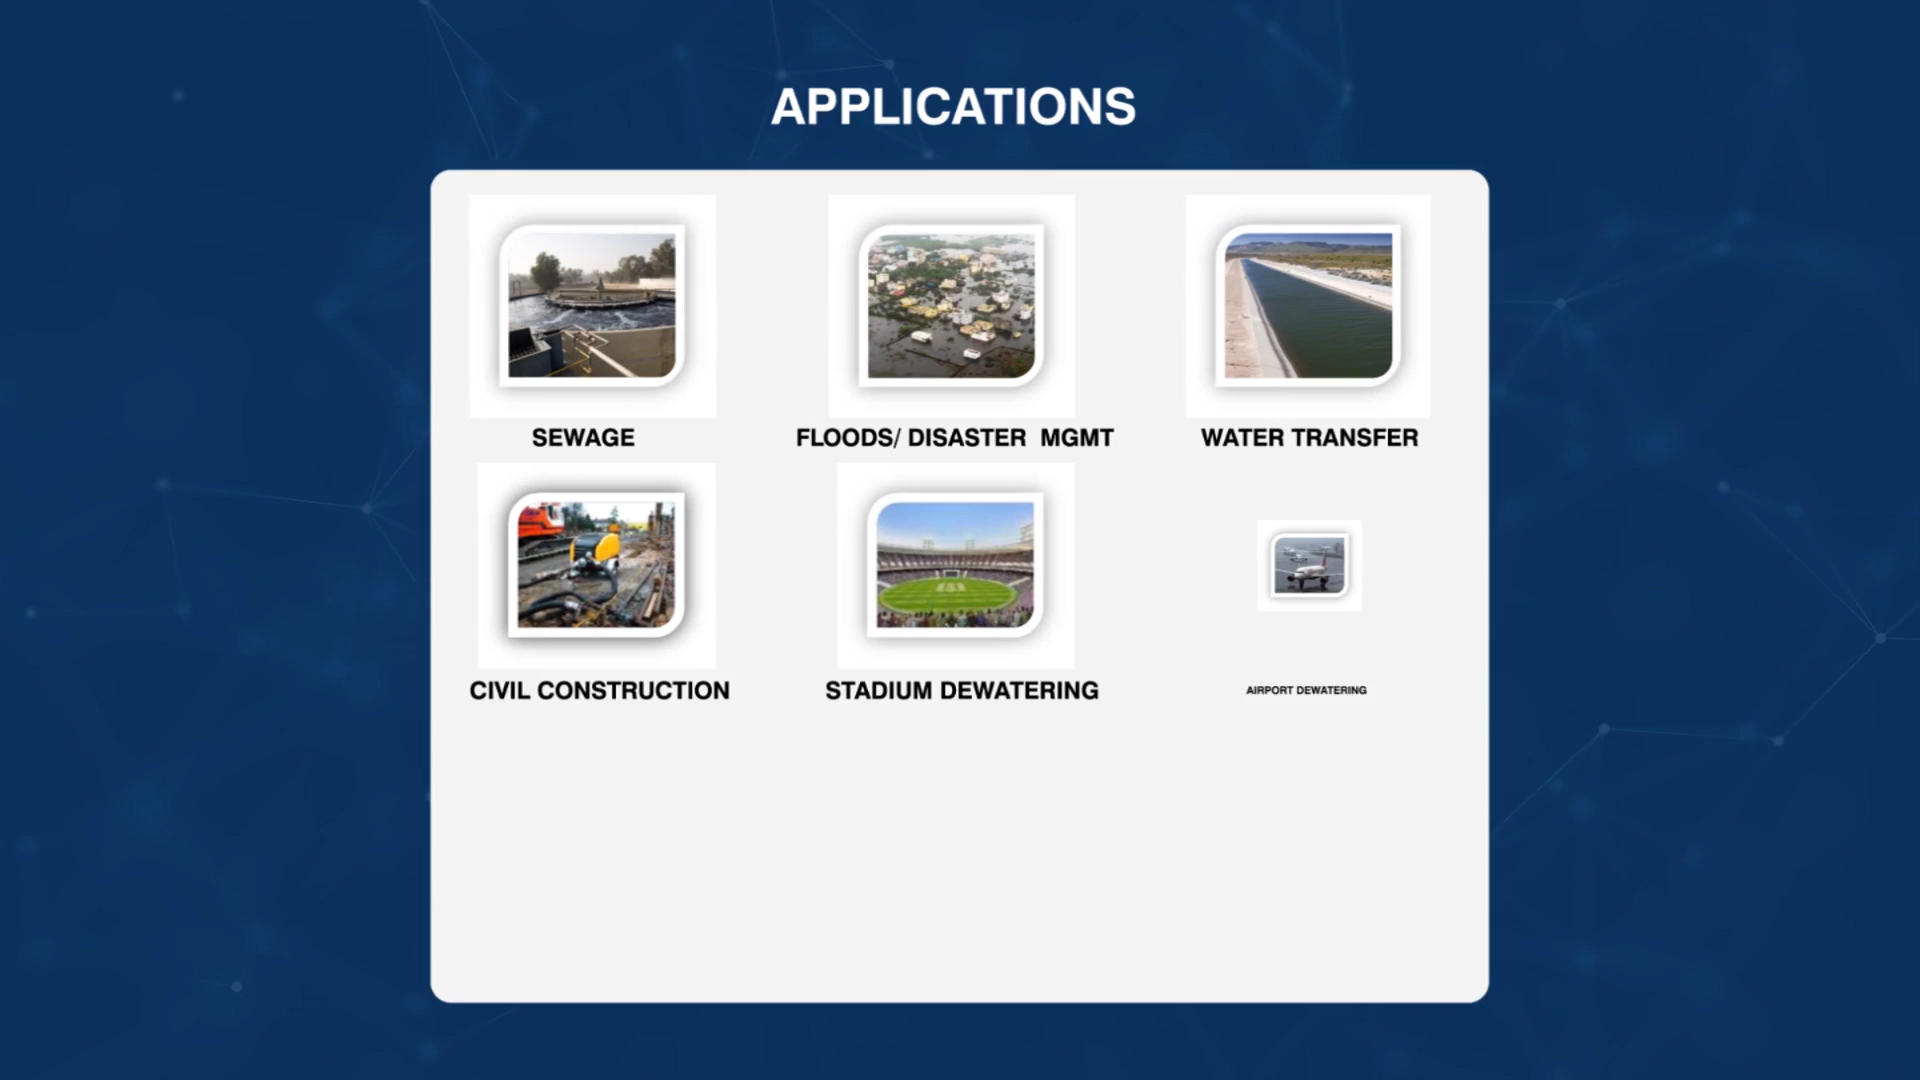 APPLICATIONS
SEWAGE
FLOODS/ DISASTER  MGMT
WATER TRANSFER
CIVIL CONSTRUCTION
STADIUM DEWATERING
AIRPORT DEWATERING